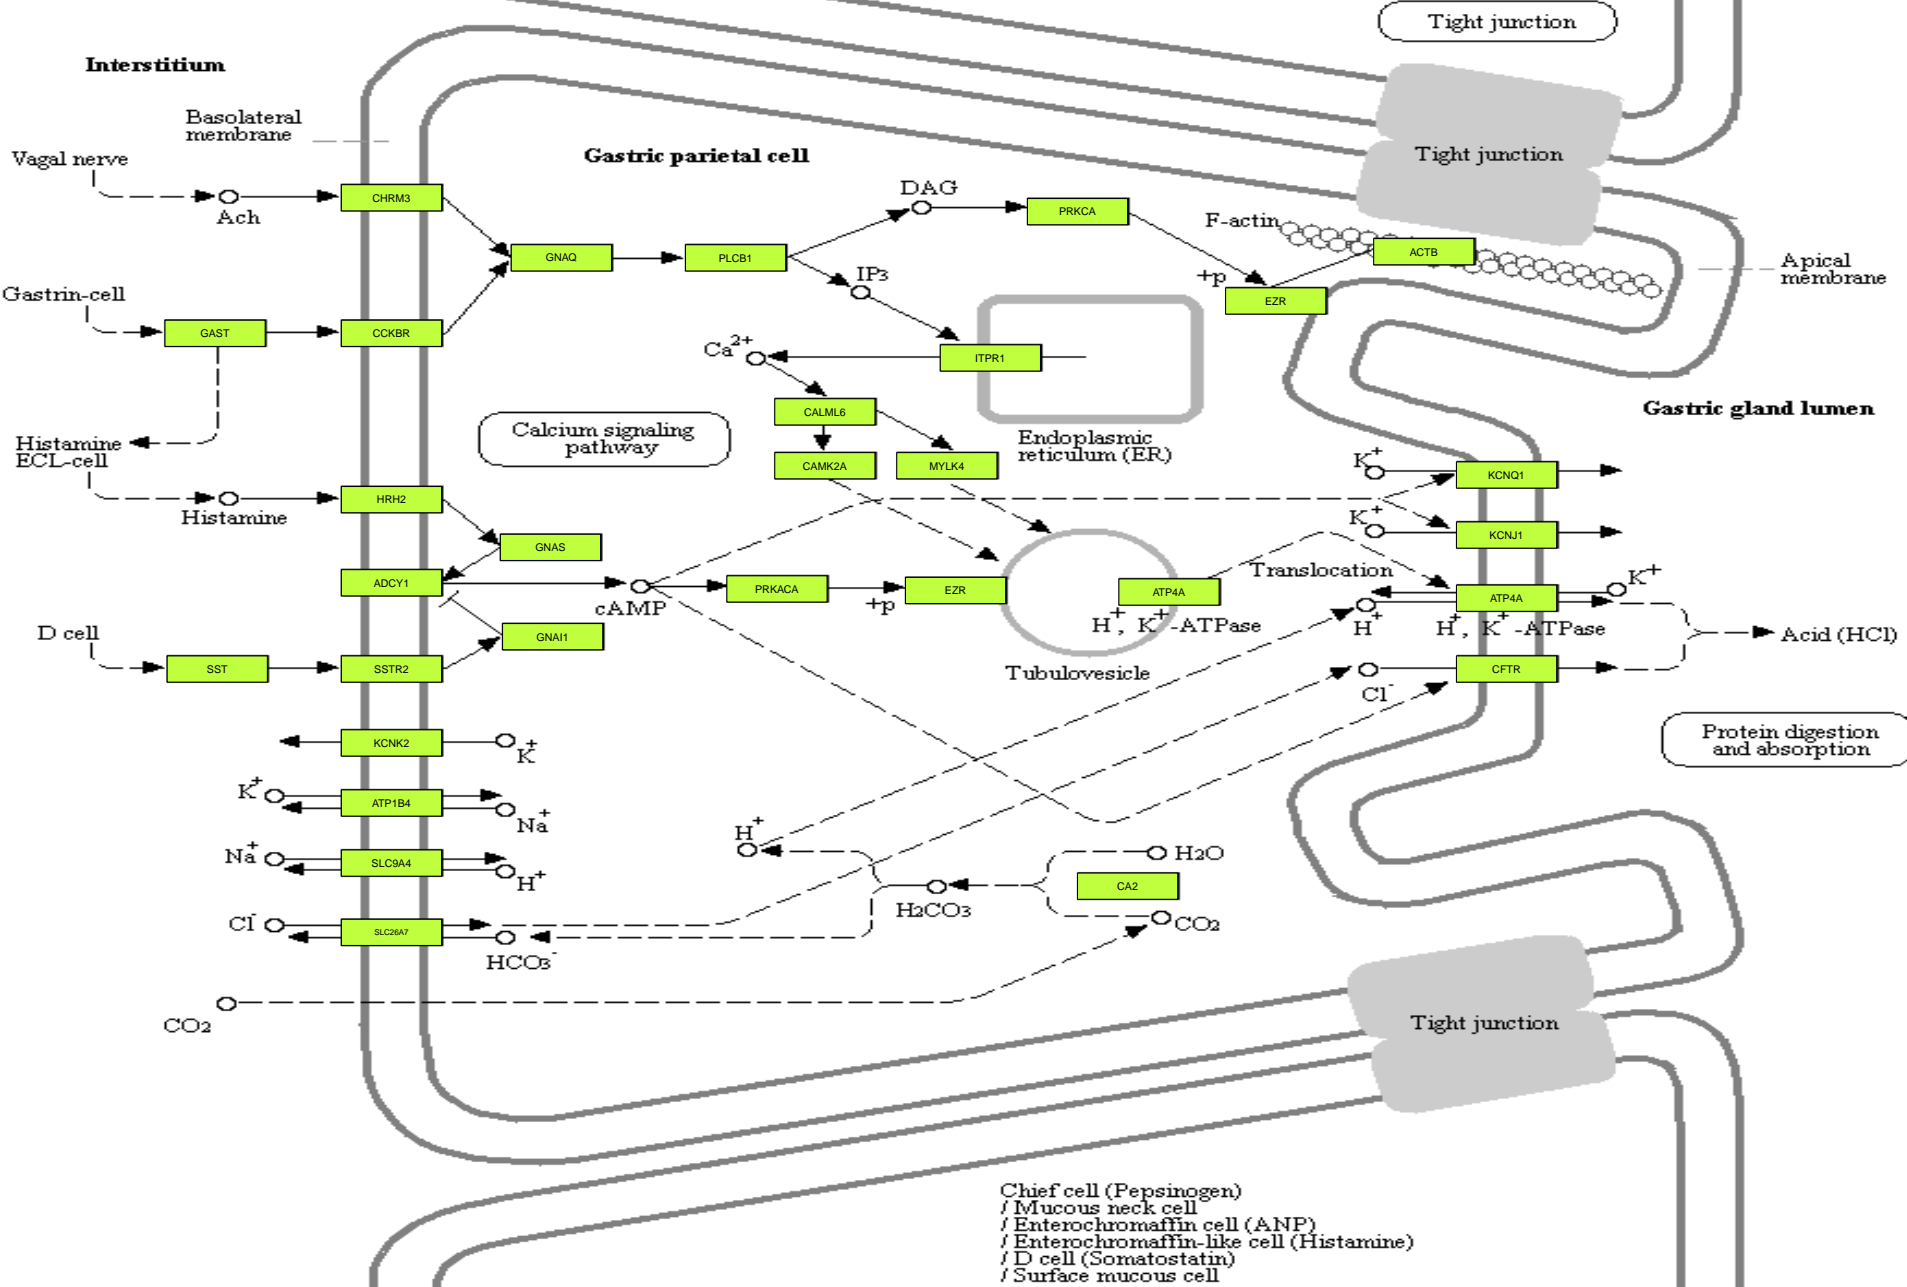 Tight junction
Interstitium
Basolateral
membrane
Tight junction
Vagal nerve
Gastric parietal cell
Ach
CHRM3
DAG
PRKCA
F-actin
ACTB
GNAQ
PLCB1
IP3
+p
EZR
Apical
membrane
Gastrin-cell
GAST
CCKBR
Ca2+
ITPR1
CALML6
Gastric gland lumen
Calcium signaling
pathway
Endoplasmic
reticulum (ER)
Histamine
ECL-cell
CAMK2A
MYLK4
K+
KCNQ1
HRH2
Histamine
K+
KCNJ1
GNAS
ADCY1
cAMP
PRKACA
+p
EZR
ATP4A
H+, K+-ATPase
Translocation
K+
ATP4A
H+
H+, K+-ATPase
D cell
GNAI1
Acid (HCl)
SST
SSTR2
Tubulovesicle
Cl-
CFTR
KCNK2
K+
Protein digestion
and absorption
K+
ATP1B4
Na+
H+
Na+
SLC9A4
H+
H2O
CA2
H2CO3
CO2
Cl-
SLC26A7
HCO3-
CO2
Tight junction
Chief cell (Pepsinogen)
/ Mucous neck cell
/ Enterochromaffin cell (ANP)
/ Enterochromaffin-like cell (Histamine)
/ D cell (Somatostatin)
/ Surface mucous cell